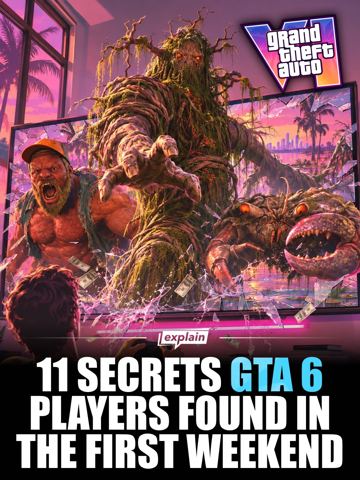 VI
grand
theft
auto
explain
11 SECRETS GTA 6
PLAYERS FOUND IN
THE FIRST WEEKEND